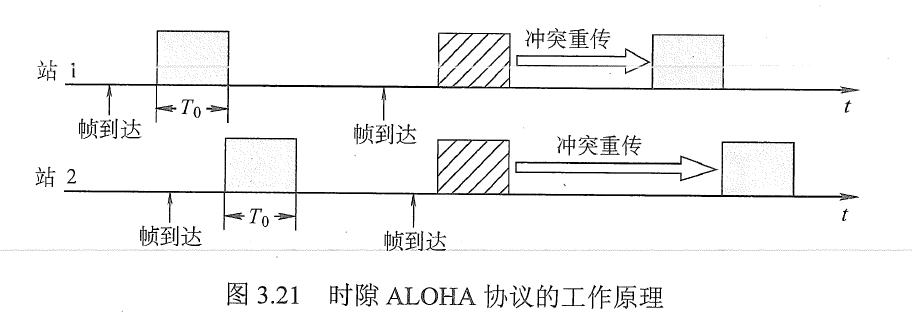 冲突重传
站 1
t
T₀
帧到达
帧到达
冲突重传
站 2
t
T₀
帧到达
帧到达
图 3.21 时隙 ALOHA 协议的工作原理